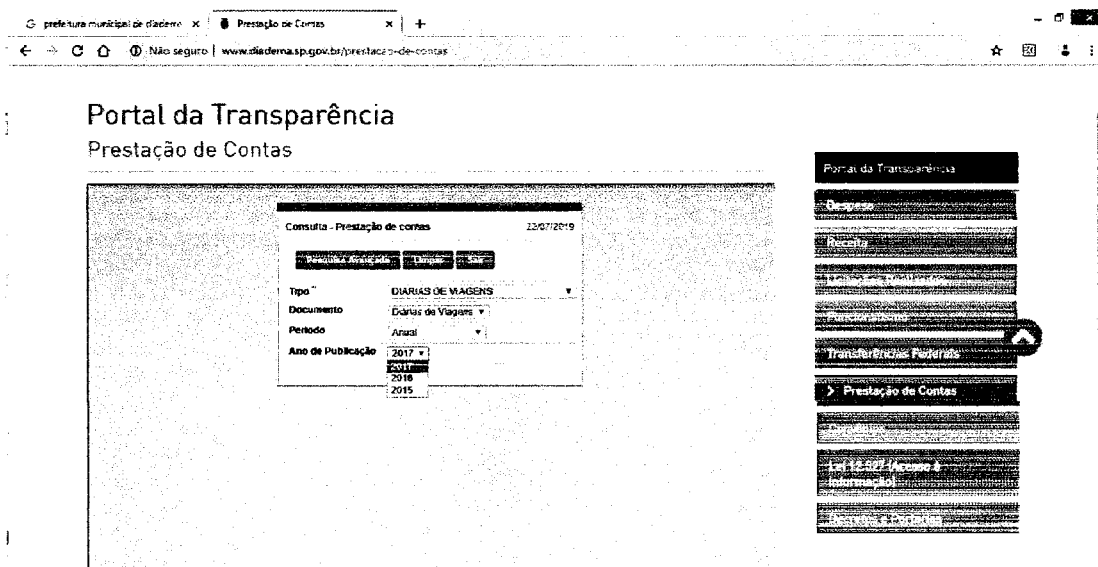 prefeitura municipal de diadema
Prestação de Contas
Não seguro | www.diadema.sp.gov.br/prestacao-de-contas
Portal da Transparência
Prestação de Contas
Consulta - Prestação de contas 22/07/2019
Pesquisa Avançada Limpar Sair
Tipo DIARIAS DE VIAGENS
Documento Diárias de Viagens
Periodo Anual
Ano de Publicação 2017
2017
2016
2015
Portal da Transparência
Despesa
Receita
Transferências Federais
> Prestação de Contas
Lei 12.527 (Acesso à
Informação)